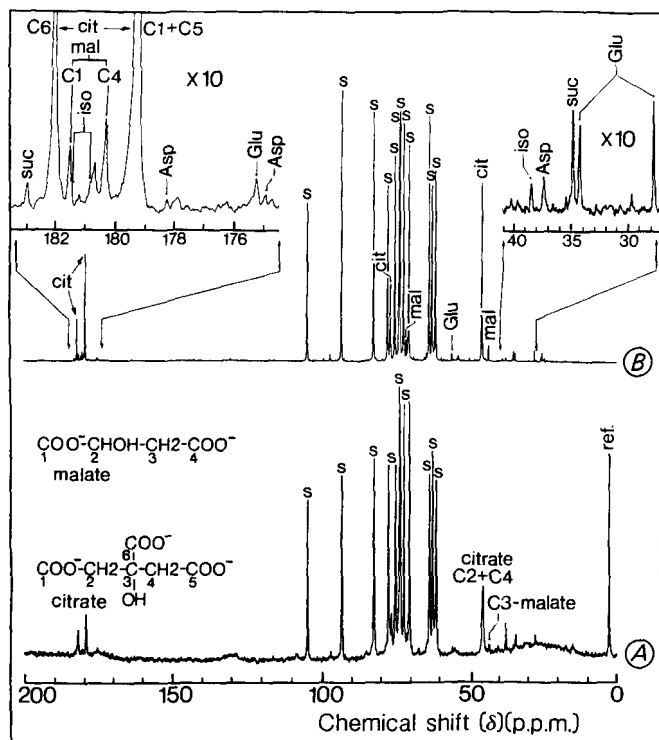 C6
cit
C1+C5
mal
C1
C4
iso
X10
suc
Asp
Glu
Asp
182
180
178
176
cit
s
s
s
s
s
s
s
s
s
s
s
s
cit
mal
Glu
cit
mal
Glu
suc
iso
Asp
X10
40
34
30
B
COO⁻-CHOH-CH2-COO⁻
1 2 3 4
malate
COO⁻
6
COO⁻-CH2-C-CH2-COO⁻
1 2 3 4 5
OH
citrate
s
s
s
s
s
s
s
s
s
s
s
s
citrate
C2+C4
C3-malate
ref.
A
200
150
100
50
0
Chemical shift (δ)(p.p.m.)